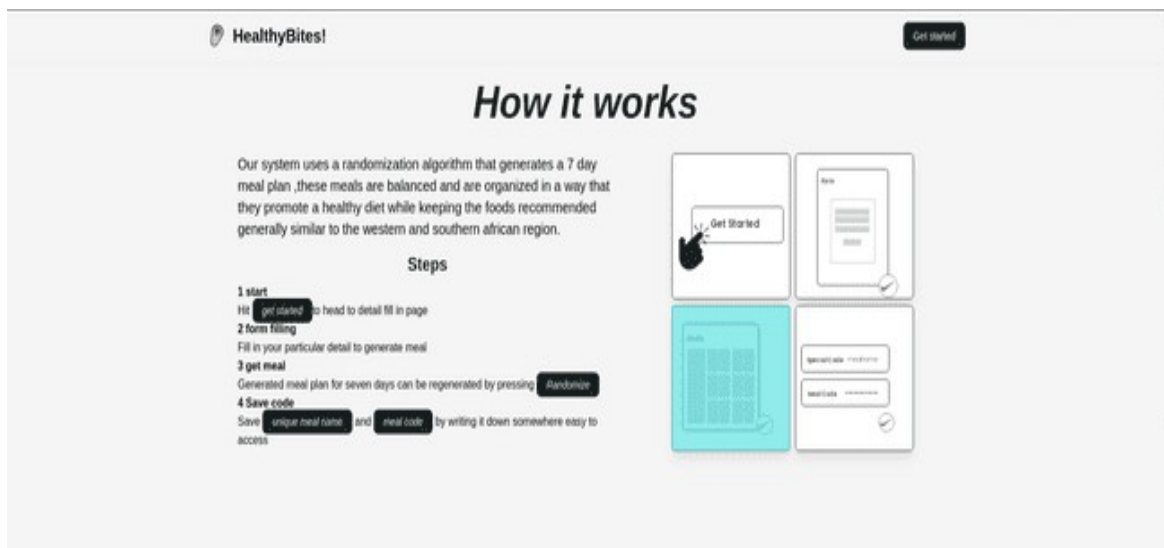 HealthyBites!
Get started
How it works
Our system uses a randomization algorithm that generates a 7 day
meal plan ,these meals are balanced and are organized in a way that
they promote a healthy diet while keeping the foods recommended
generally similar to the western and southern african region.
Steps
1 start
Hit get started to head to detail fill in page
2 form filling
Fill in your particular detail to generate meal
3 get meal
Generated meal plan for seven days can be regenerated by pressing Randomize
4 Save code
Save unique meal name and meal code by writing it down somewhere easy to
access
Get Started